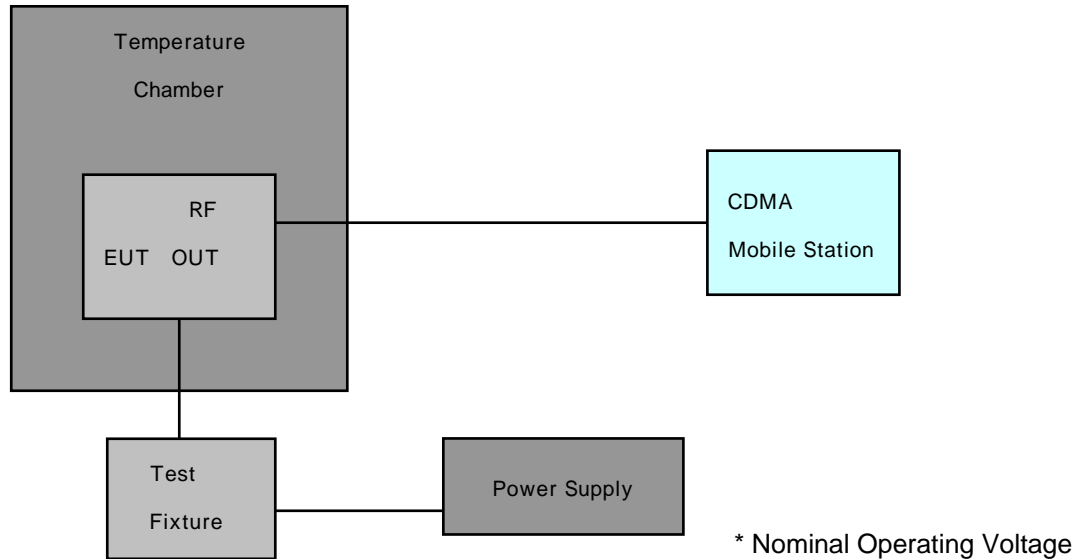 Temperature
Chamber
RF
EUT OUT
CDMA
Mobile Station
Test
Fixture
Power Supply
* Nominal Operating Voltage